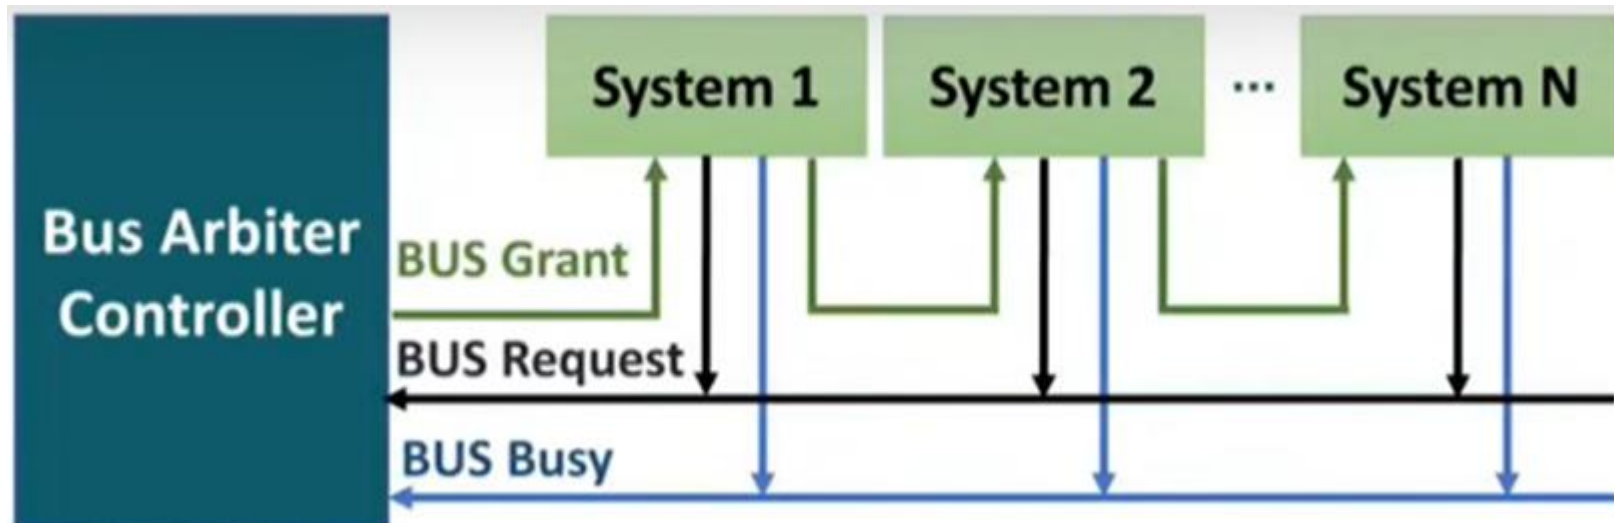 Bus Arbiter
Controller
System 1
System 2
...
System N
BUS Grant
BUS Request
BUS Busy